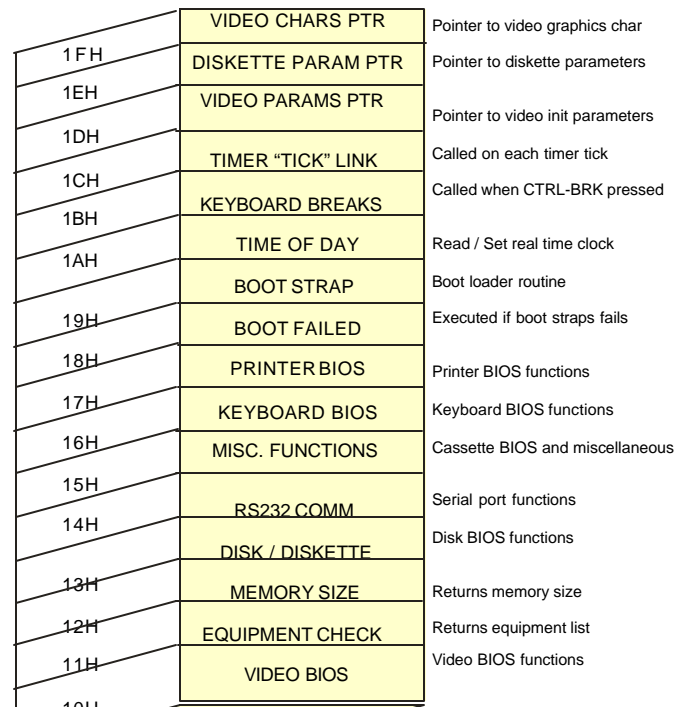 VIDEO CHARS PTR Pointer to video graphics char
1FH DISKETTE PARAM PTR Pointer to diskette parameters
1EH VIDEO PARAMS PTR Pointer to video init parameters
1DH TIMER “TICK” LINK Called on each timer tick
1CH KEYBOARD BREAKS Called when CTRL-BRK pressed
1BH TIME OF DAY Read / Set real time clock
1AH BOOT STRAP Boot loader routine
19H BOOT FAILED Executed if boot straps fails
18H PRINTER BIOS Printer BIOS functions
17H KEYBOARD BIOS Keyboard BIOS functions
16H MISC. FUNCTIONS Cassette BIOS and miscellaneous
15H RS232 COMM Serial port functions
14H DISK / DISKETTE Disk BIOS functions
13H MEMORY SIZE Returns memory size
12H EQUIPMENT CHECK Returns equipment list
11H VIDEO BIOS Video BIOS functions
10H